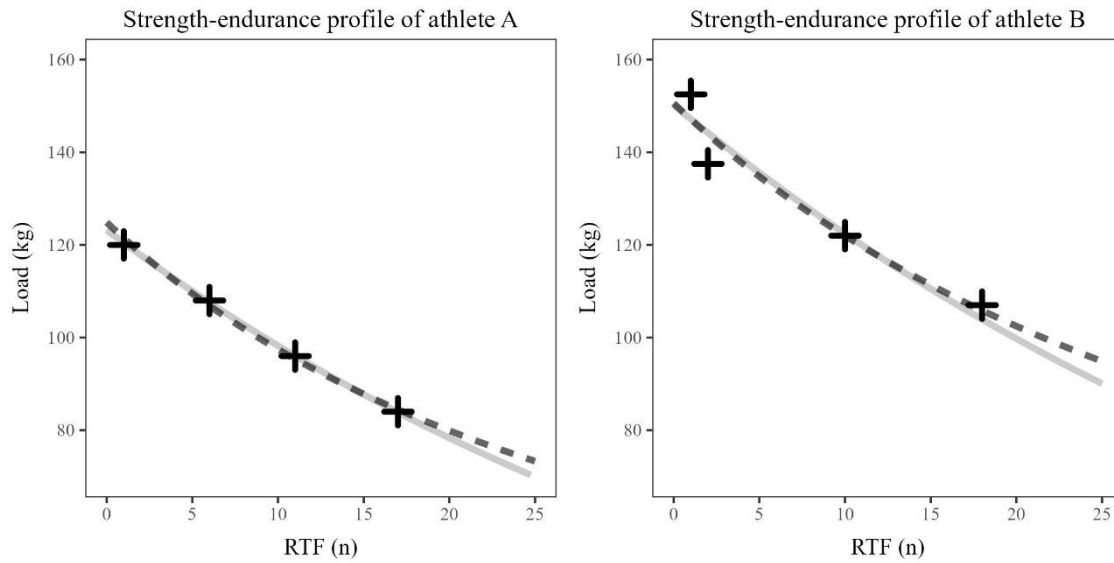 Strength-endurance profile of athlete A
160
140
120
100
80
Load (kg)
0 5 10 15 20 25
RTF (n)
Strength-endurance profile of athlete B
160
140
120
100
80
Load (kg)
0 5 10 15 20 25
RTF (n)